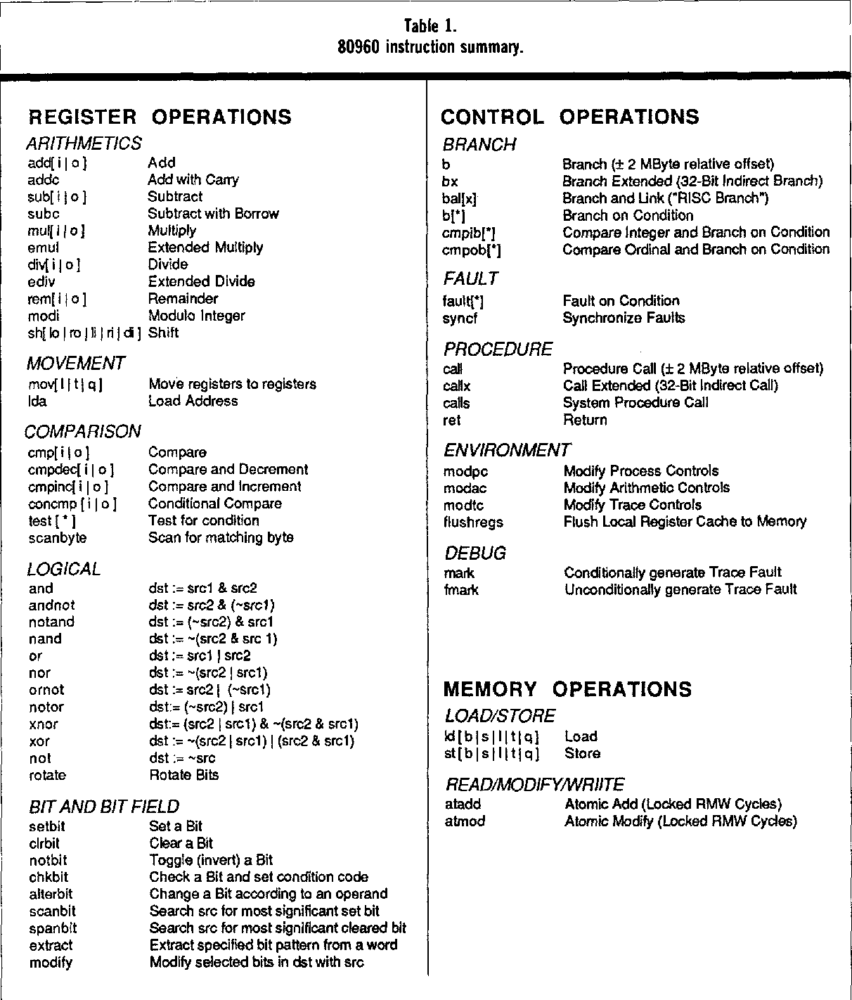 Table 1.
80960 instruction summary.
REGISTER OPERATIONS
ARITHMETICS
add[ i | o ] Add
addc Add with Carry
sub[ i | o ] Subtract
subc Subtract with Borrow
mul[ i | o ] Multiply
emul Extended Multiply
div[ i | o ] Divide
ediv Extended Divide
rem[ i | o ] Remainder
modi Modulo Integer
sh[ lo | ro | li | ri | di ] Shift
MOVEMENT
mov[ l | t | q ] Move registers to registers
lda Load Address
COMPARISON
cmp[ i | o ] Compare
cmpdec[ i | o ] Compare and Decrement
cmpinc[ i | o ] Compare and Increment
concmp [ i | o ] Conditional Compare
test [ * ] Test for condition
scanbyte Scan for matching byte
LOGICAL
and dst := src1 & src2
andnot dst := src2 & (~src1)
notand dst := (~src2) & src1
nand dst := ~(src2 & src 1)
or dst := src1 | src2
nor dst := ~(src2 | src1)
ornot dst := src2 | (~src1)
notor dst:= (~src2) | src1
xnor dst:= (src2 | src1) & ~(src2 & src1)
xor dst := ~(src2 | src1) | (src2 & src1)
not dst := ~src
rotate Rotate Bits
BIT AND BIT FIELD
setbit Set a Bit
clrbit Clear a Bit
notbit Toggle (invert) a Bit
chkbit Check a Bit and set condition code
alterbit Change a Bit according to an operand
scanbit Search src for most significant set bit
spanbit Search src for most significant cleared bit
extract Extract specified bit pattern from a word
modify Modify selected bits in dst with src
CONTROL OPERATIONS
BRANCH
b Branch (± 2 MByte relative offset)
bx Branch Extended (32-Bit Indirect Branch)
bal[x] Branch and Link ("RISC Branch")
b[*] Branch on Condition
cmpib[*] Compare Integer and Branch on Condition
cmpob[*] Compare Ordinal and Branch on Condition
FAULT
fault[*] Fault on Condition
syncf Synchronize Faults
PROCEDURE
call Procedure Call (± 2 MByte relative offset)
callx Call Extended (32-Bit Indirect Call)
calls System Procedure Call
ret Return
ENVIRONMENT
modpc Modify Process Controls
modac Modify Arithmetic Controls
modtc Modify Trace Controls
flushregs Flush Local Register Cache to Memory
DEBUG
mark Conditionally generate Trace Fault
fmark Unconditionally generate Trace Fault
MEMORY OPERATIONS
LOAD/STORE
ld [ b | s | l | t | q ] Load
st [ b | s | l | t | q ] Store
READ/MODIFY/WRIITE
atadd Atomic Add (Locked RMW Cycles)
atmod Atomic Modify (Locked RMW Cycles)